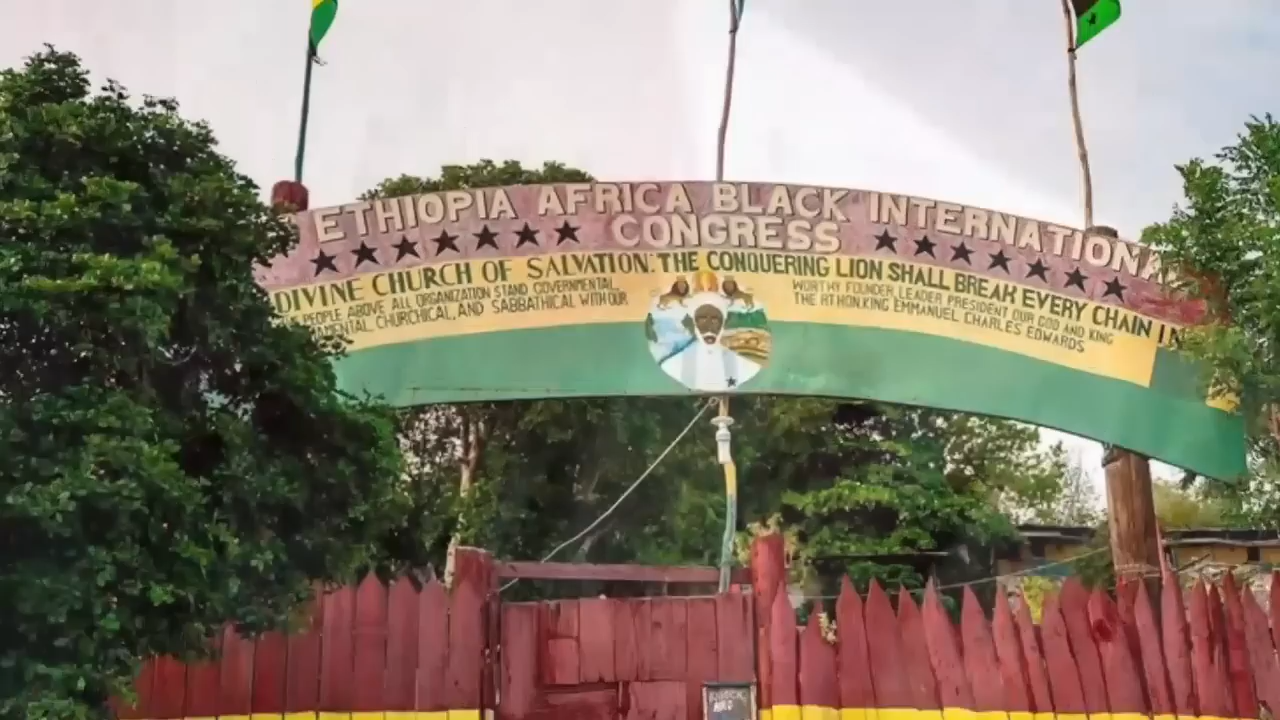 ETHIOPIA AFRICA BLACK INTERNATIONAL
CONGRESS
DIVINE CHURCH OF SALVATION: THE CONQUERING LION SHALL BREAK EVERY CHAIN
PEOPLE ABOVE ALL ORGANIZATION STAND GOVERNMENTAL,
CHURCHICAL, AND SABBATHICAL WITH OUR
WORTHY FOUNDER, LEADER PRESIDENT OUR GOD AND KING
THE RT HON. KING EMMANUEL CHARLES EDWARDS